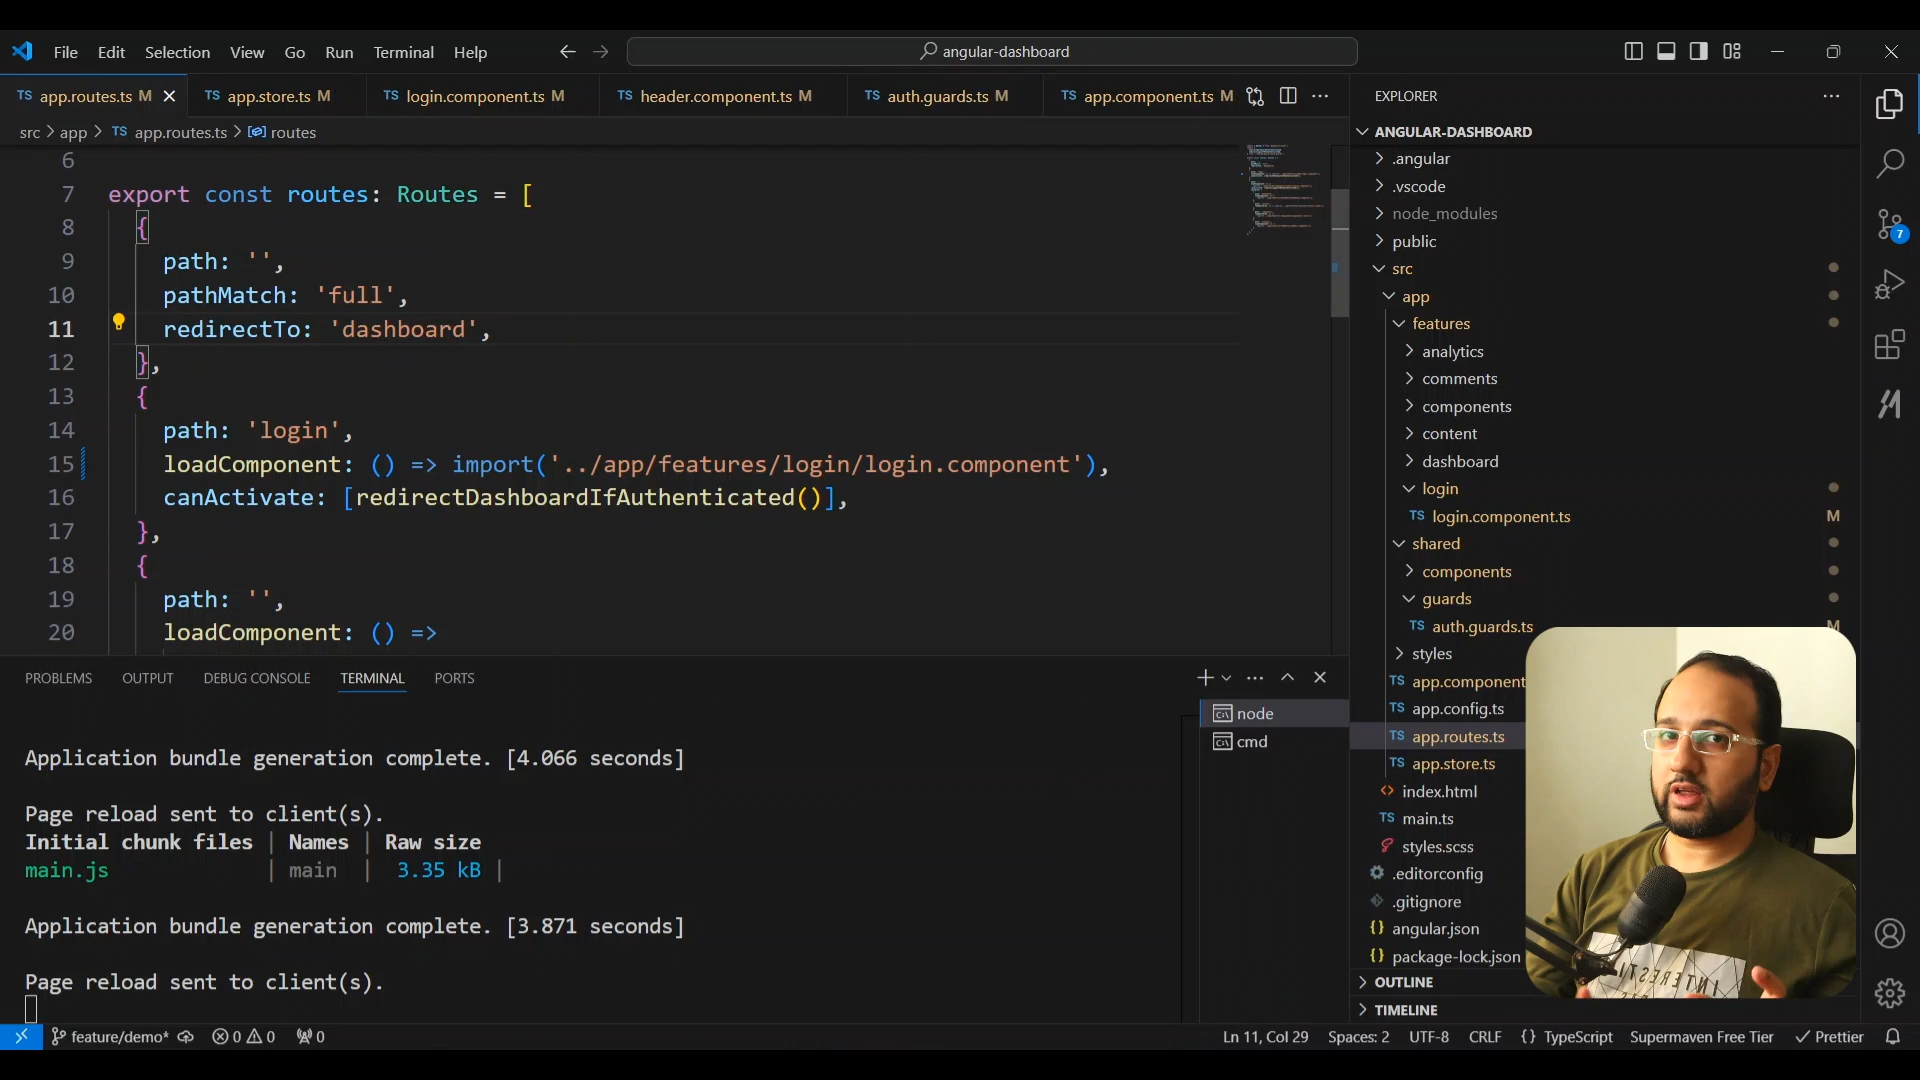 File Edit Selection View Go Run Terminal Help
angular-dashboard
TS app.routes.ts M
TS app.store.ts M
TS login.component.ts M
TS header.component.ts M
TS auth.guards.ts M
TS app.component.ts M
src > app > TS app.routes.ts > routes
6
7 export const routes: Routes = [
8 {
9 path: '',
10 pathMatch: 'full',
11 redirectTo: 'dashboard',
12 },
13 {
14 path: 'login',
15 loadComponent: () => import('../app/features/login/login.component'),
16 canActivate: [redirectDashboardIfAuthenticated()],
17 },
18 {
19 path: '',
20 loadComponent: () =>
PROBLEMS OUTPUT DEBUG CONSOLE TERMINAL PORTS
Application bundle generation complete. [4.066 seconds]
Page reload sent to client(s).
Initial chunk files | Names | Raw size
main.js | main | 3.35 kB |
Application bundle generation complete. [3.871 seconds]
Page reload sent to client(s).
node
cmd
EXPLORER
ANGULAR-DASHBOARD
.angular
.vscode
node_modules
public
src
app
features
analytics
comments
components
content
dashboard
login
TS login.component.ts M
shared
components
guards
TS auth.guards.ts M
styles
TS app.component
TS app.config.ts
TS app.routes.ts
TS app.store.ts
<> index.html
TS main.ts
styles.scss
.editorconfig
.gitignore
{} angular.json
{} package-lock.json
OUTLINE
TIMELINE
7
feature/demo* 0 0 0
Ln 11, Col 29 Spaces: 2 UTF-8 CRLF {} TypeScript Supermaven Free Tier Prettier